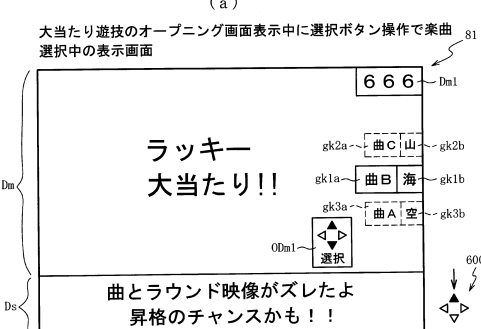 (a)
大当たり遊技のオープニング画面表示中に選択ボタン操作で楽曲
選択中の表示画面
81
666
Dm1
ラッキー
大当たり!!
gk2a
曲C
山
gk2b
gk1a
曲B
海
gk1b
gk3a
曲A
空
gk3b
Dm
ODm1
選択
600
曲とラウンド映像がズレたよ
昇格のチャンスかも!!
Ds